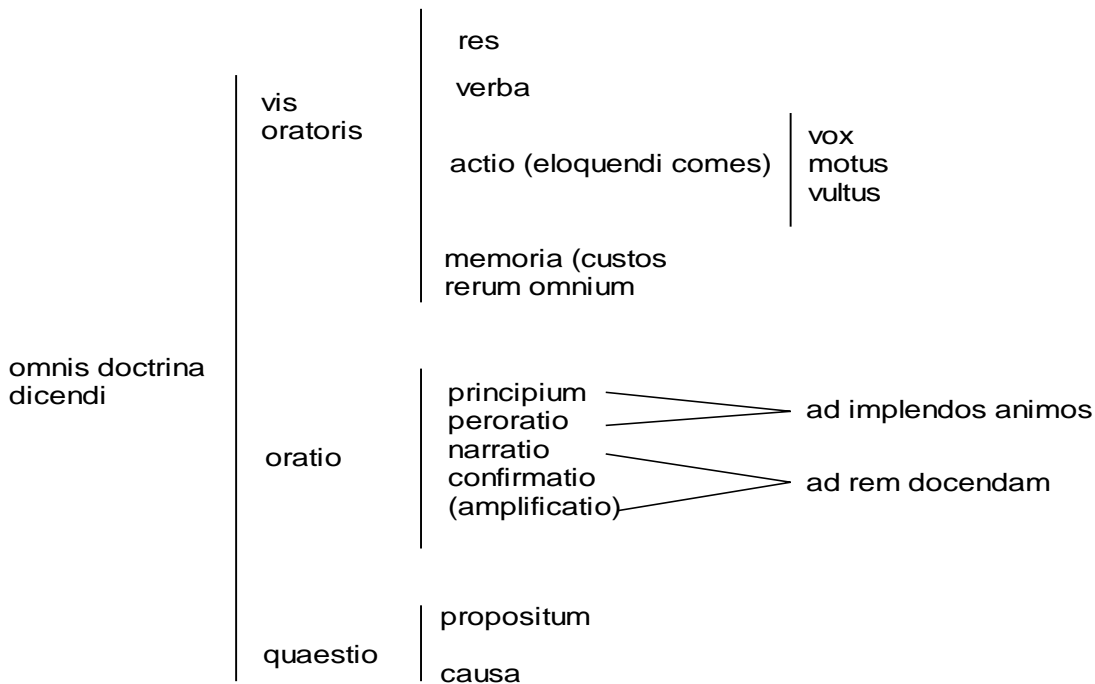 res
verba
vis
oratoris
actio (eloquendi comes)
vox
motus
vultus
memoria (custos
rerum omnium
omnis doctrina
dicendi
oratio
principium
peroratio
narratio
confirmatio
(amplificatio)
ad implendos animos
ad rem docendam
quaestio
propositum
causa